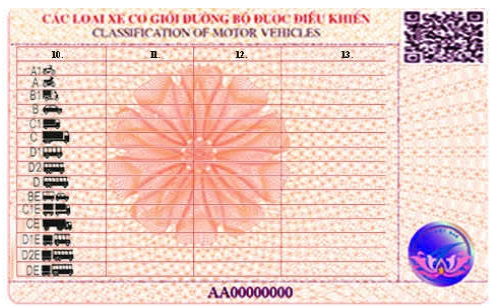 CÁC LOẠI XE CƠ GIỚI ĐƯỜNG BỘ ĐƯỢC ĐIỀU KHIỂN
CLASSIFICATION OF MOTOR VEHICLES
10. 11. 12. 13.
A1
A
B1
B
C1
C
D1
D2
D
BE
C1E
CE
D1E
D2E
DE
AA00000000